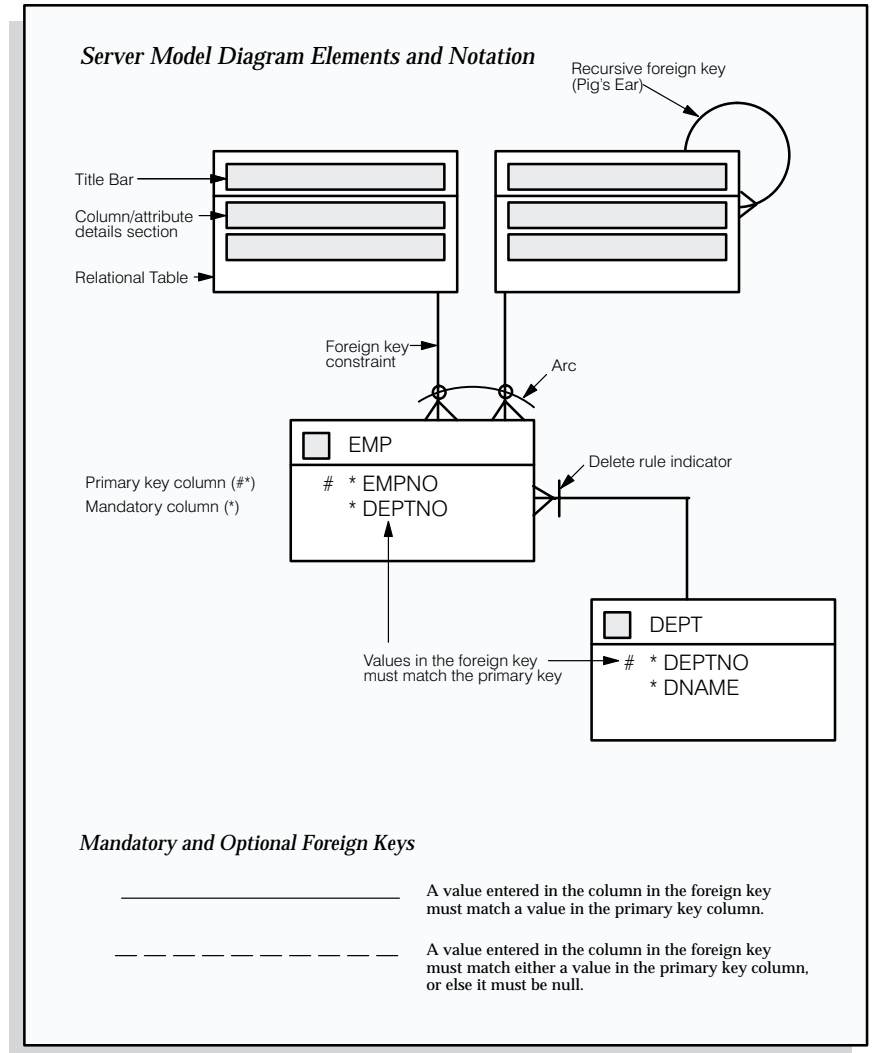 Server Model Diagram Elements and Notation
Recursive foreign key
(Pig's Ear)
Title Bar
Column/attribute
details section
Relational Table
Foreign key
constraint
Arc
EMP
Delete rule indicator
Primary key column (#*)
# * EMPNO
Mandatory column (*)
* DEPTNO
DEPT
Values in the foreign key
must match the primary key
# * DEPTNO
* DNAME
Mandatory and Optional Foreign Keys
A value entered in the column in the foreign key
must match a value in the primary key column.
A value entered in the column in the foreign key
must match either a value in the primary key column,
or else it must be null.